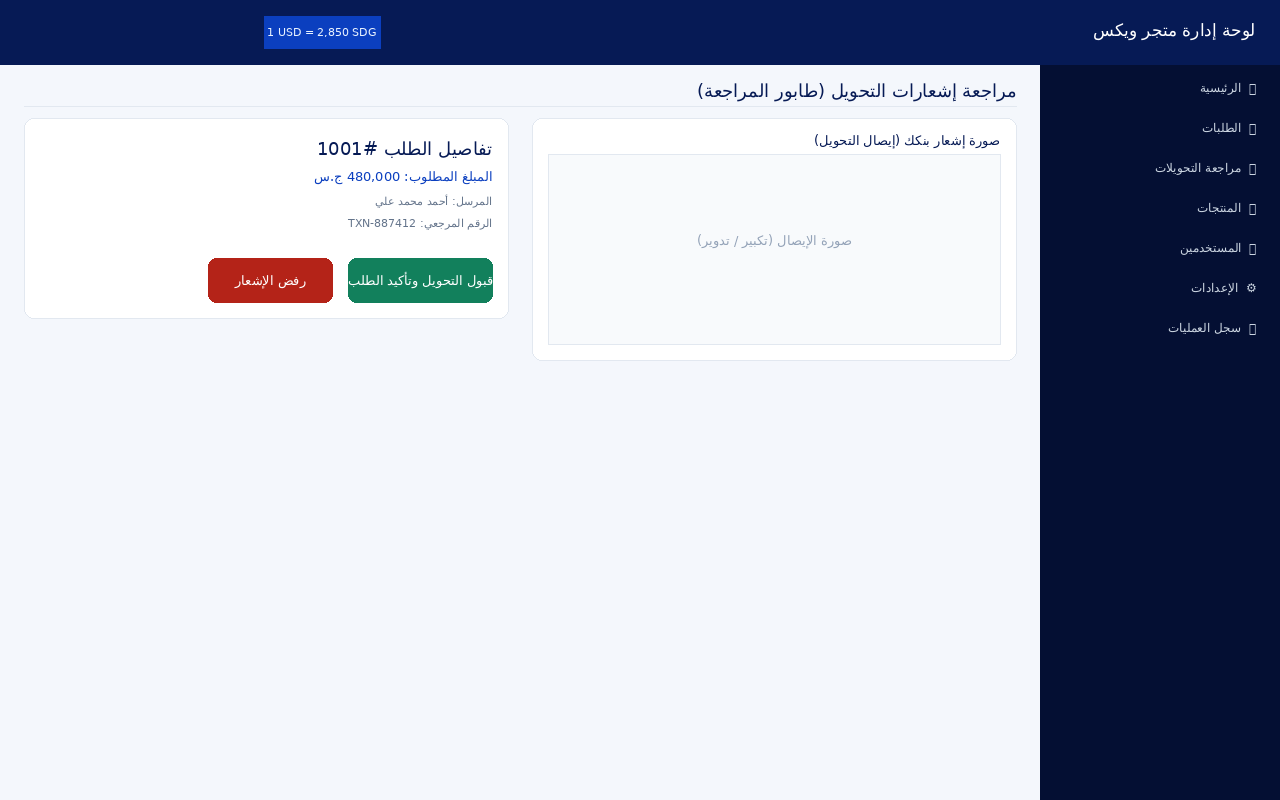 لوحة إدارة متجر ويكس
1 USD = 2,850 SDG
الرئيسية
الطلبات
مراجعة التحويلات
المنتجات
المستخدمين
⚙ الإعدادات
سجل العمليات
مراجعة إشعارات التحويل (طابور المراجعة)
صورة إشعار بنكك (إيصال التحويل)
صورة الإيصال (تكبير / تدوير)
تفاصيل الطلب #1001
المبلغ المطلوب: 480,000 ج.س
المرسل: أحمد محمد علي
الرقم المرجعي: TXN-887412
قبول التحويل وتأكيد الطلب
رفض الإشعار